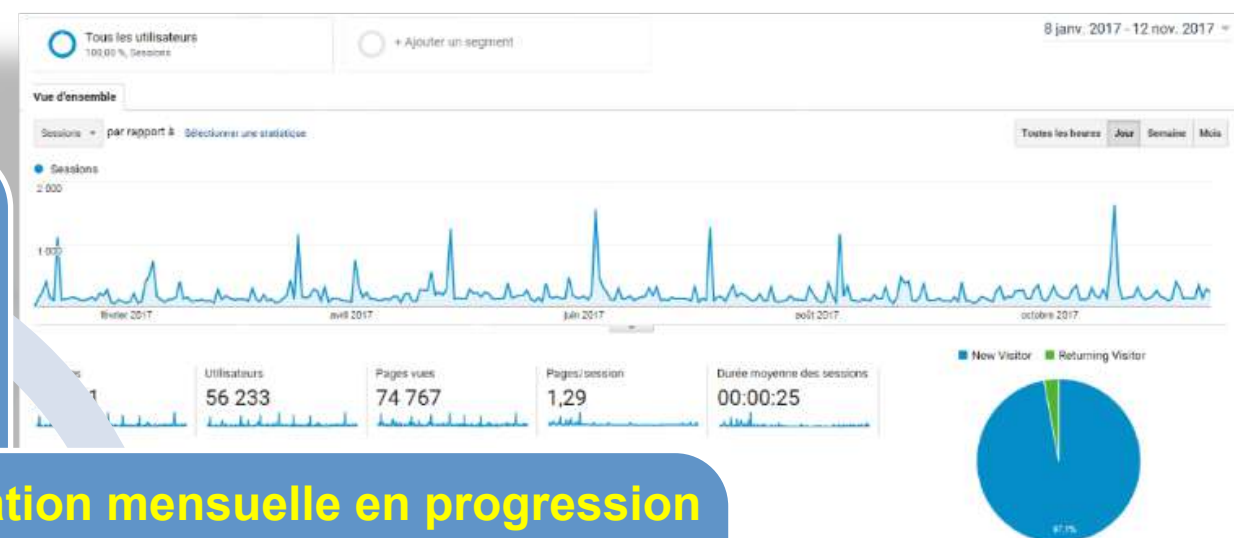 8 janv. 2017 - 12 nov. 2017
Tous les utilisateurs
100,00 %, Sessions
+ Ajouter un segment
Vue d'ensemble
Sessions par rapport à Sélectionner une statistique
Toutes les heures Jour Semaine Mois
Sessions
2 000
1 000
février 2017 avril 2017 juin 2017 août 2017 octobre 2017
New Visitor Returning Visitor
Utilisateurs Pages vues Pages/session Durée moyenne des sessions
56 233 74 767 1,29 00:00:25
mensuelle en progression
97,1%